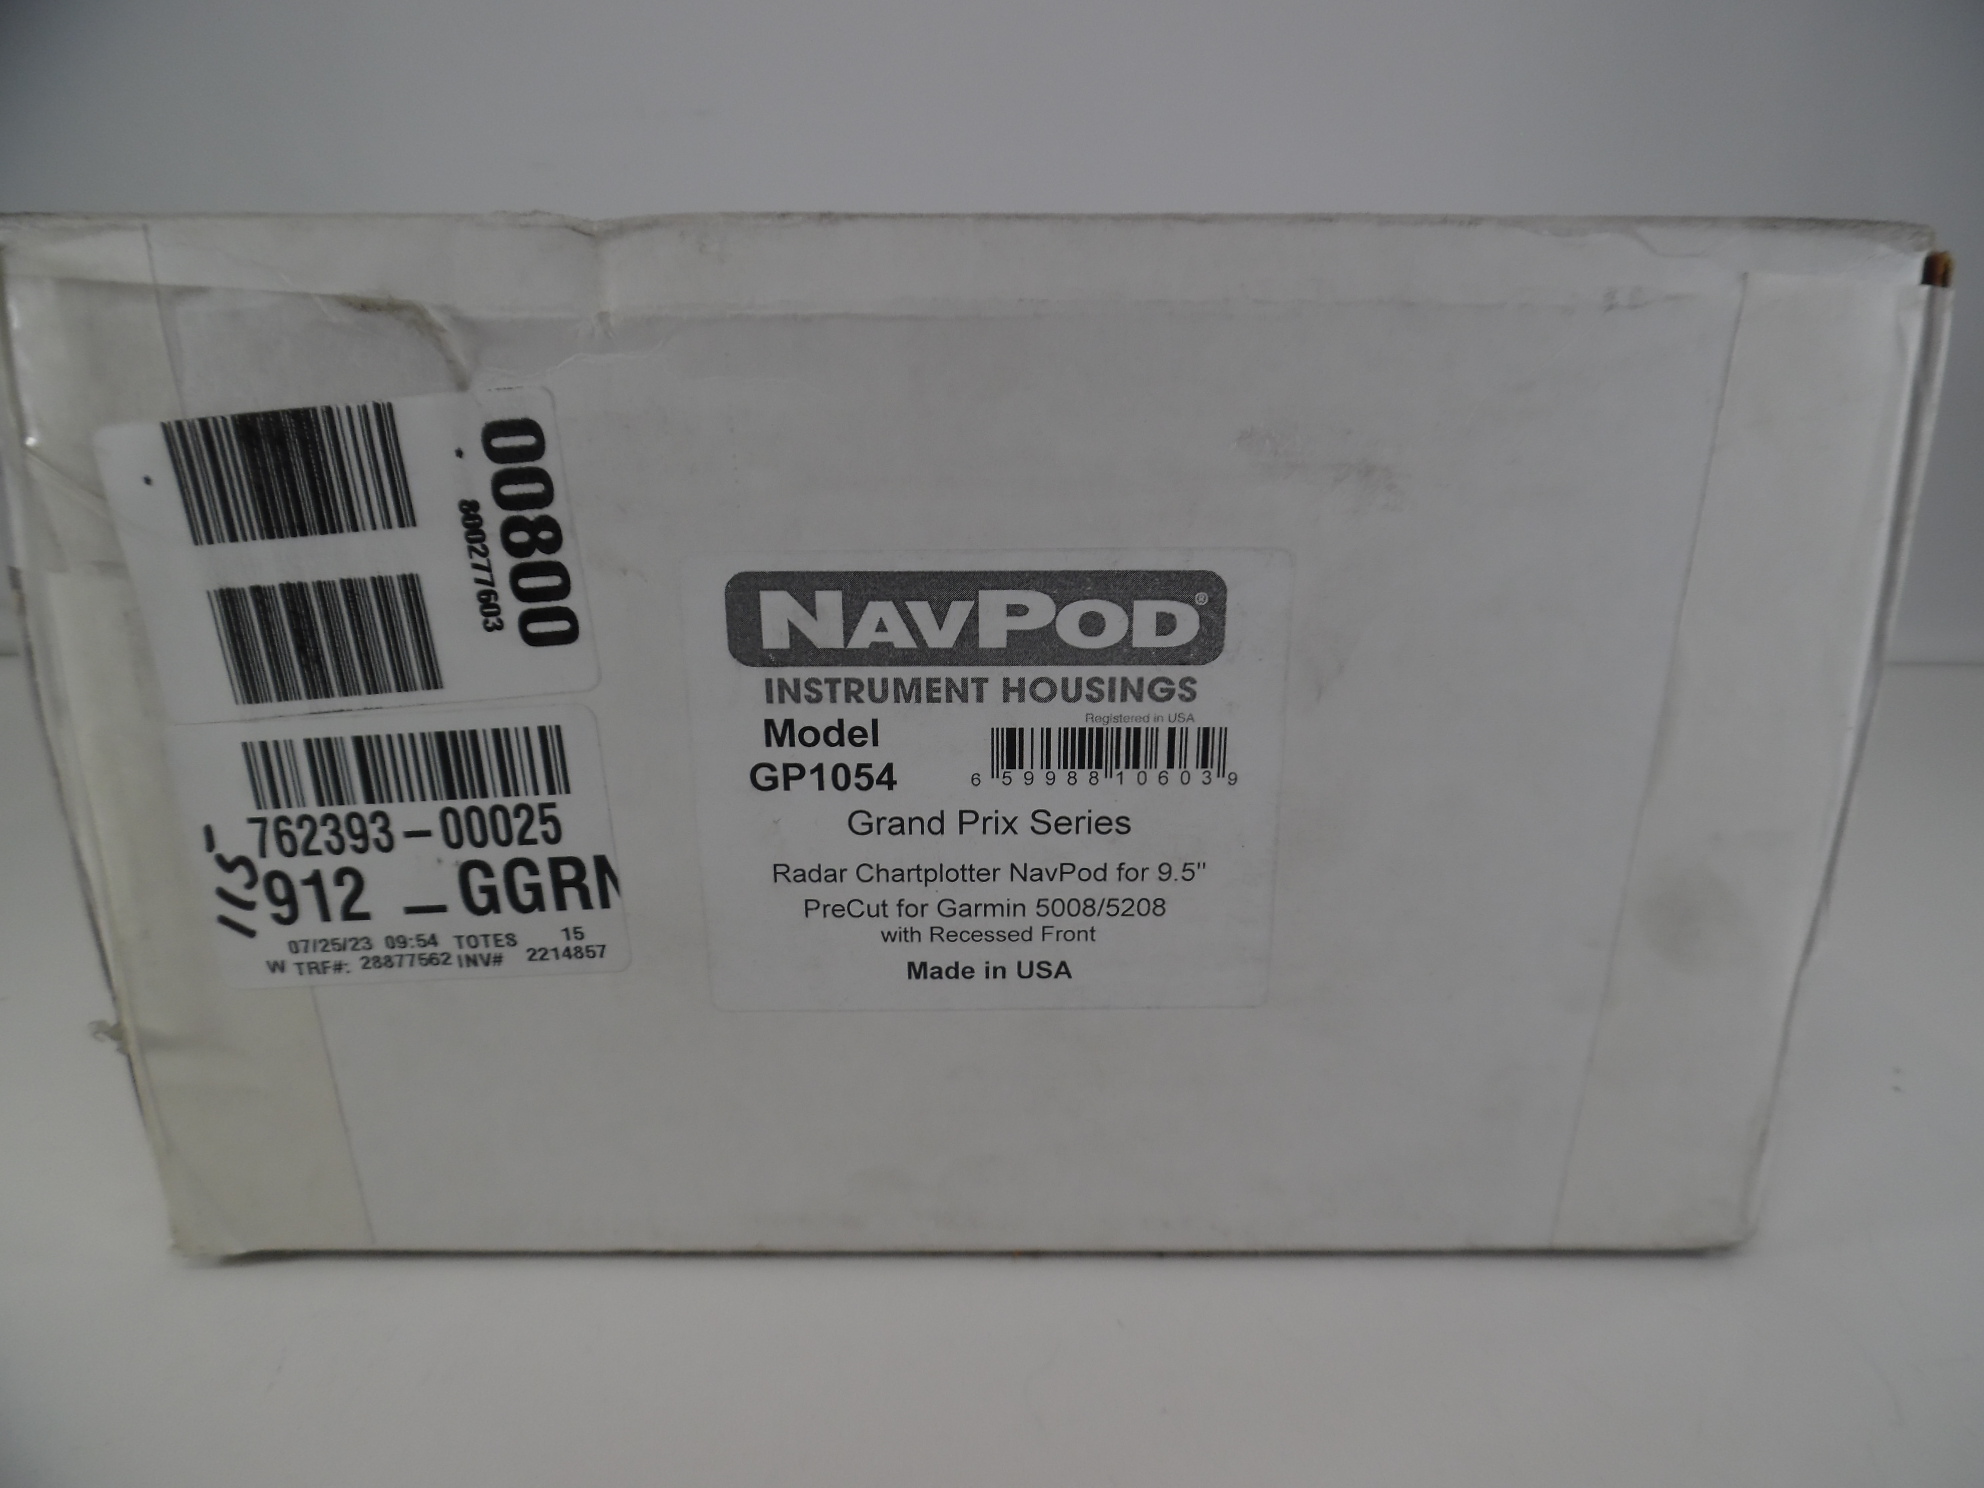 00800
800277603
762393-00025
115-
912 _ GGRN
07/25/23 09:54 TOTES 15
W TRF#: 28877562 INV# 2214857
NAVPOD®
INSTRUMENT HOUSINGS
Registered in USA
Model
GP1054
6 59988 10603 9
Grand Prix Series
Radar Chartplotter NavPod for 9.5"
PreCut for Garmin 5008/5208
with Recessed Front
Made in USA